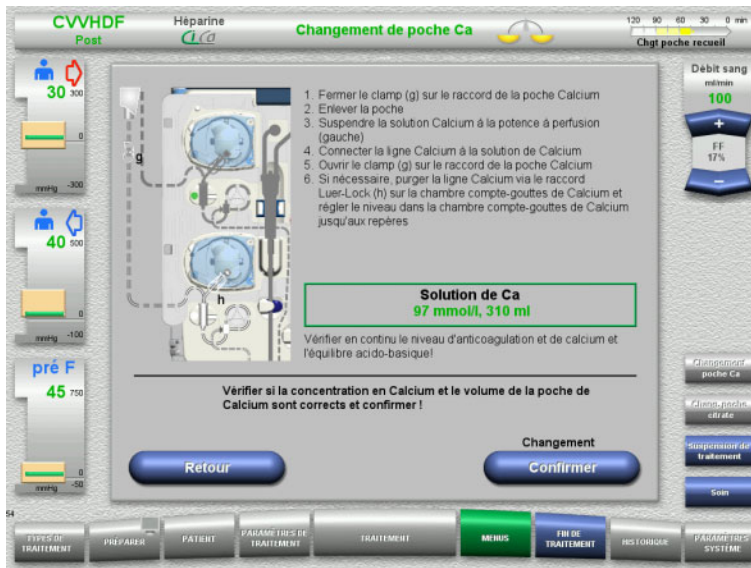 CVVHDF
Post
Héparine
CiCa
Changement de poche Ca
120 90 60 30 0 min
Chgt poche recueil
30 300
0
mmHg -300
40 500
0
mmHg -100
pré F
45 750
0
mmHg -50
g
h
1. Fermer le clamp (g) sur le raccord de la poche Calcium
2. Enlever la poche
3. Suspendre la solution Calcium à la potence à perfusion
(gauche)
4. Connecter la ligne Calcium à la solution de Calcium
5. Ouvrir le clamp (g) sur le raccord de la poche Calcium
6. Si nécessaire, purger la ligne Calcium via le raccord
Luer-Lock (h) sur la chambre compte-gouttes de Calcium et
régler le niveau dans la chambre compte-gouttes de Calcium
jusqu'aux repères
Solution de Ca
97 mmol/l, 310 ml
Vérifier en continu le niveau d'anticoagulation et de calcium et
l'équilibre acido-basique!
Vérifier si la concentration en Calcium et le volume de la poche de
Calcium sont corrects et confirmer !
Retour
Changement
Confirmer
Débit sang
ml/min
100
+
FF
17%
−
Changement
poche Ca
Chang. poche
citrate
Suspension de
traitement
Soin
54
TYPES DE
TRAITEMENT
PRÉPARER
PATIENT
PARAMÈTRES DE
TRAITEMENT
TRAITEMENT
MENUS
FIN DE
TRAITEMENT
HISTORIQUE
PARAMÈTRES
SYSTÈME